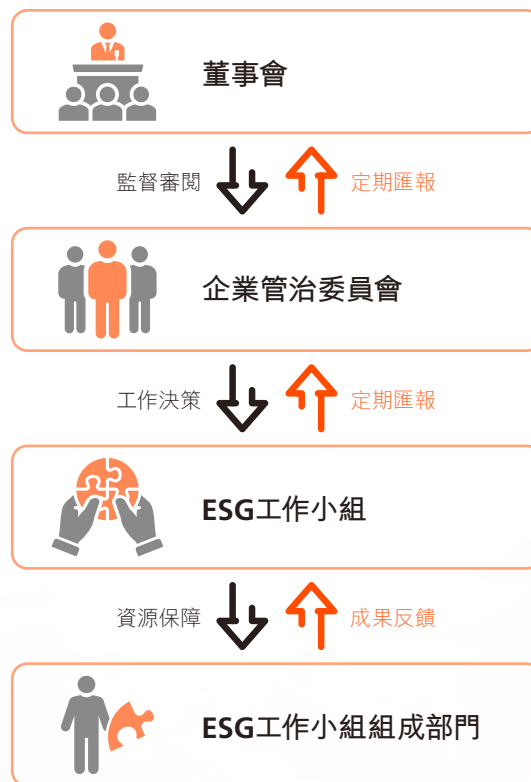 董事會
監督審閱 定期匯報
企業管治委員會
工作決策 定期匯報
ESG工作小組
資源保障 成果反饋
ESG工作小組組成部門